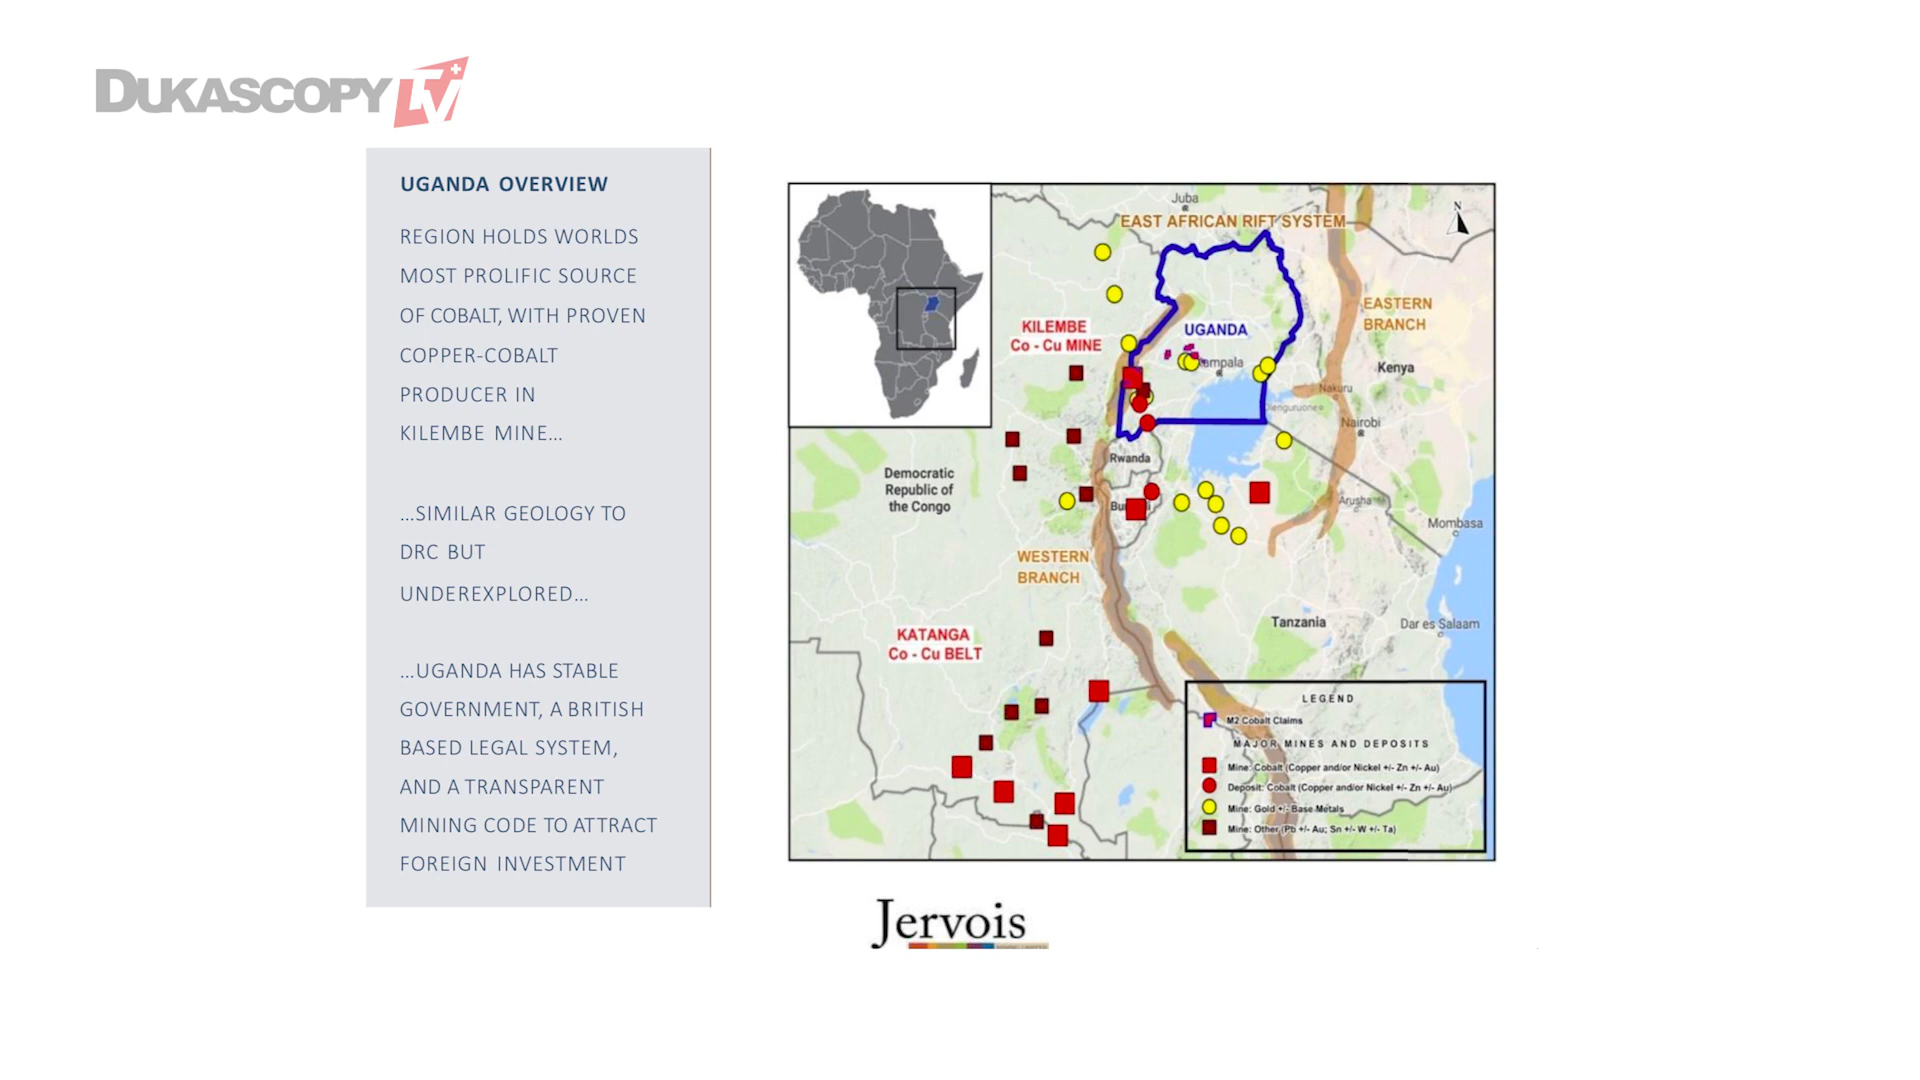 DUKASCOPY TV
UGANDA OVERVIEW
REGION HOLDS WORLDS
MOST PROLIFIC SOURCE
OF COBALT, WITH PROVEN
COPPER-COBALT
PRODUCER IN
KILEMBE MINE...
...SIMILAR GEOLOGY TO
DRC BUT
UNDEREXPLORED...
...UGANDA HAS STABLE
GOVERNMENT, A BRITISH
BASED LEGAL SYSTEM,
AND A TRANSPARENT
MINING CODE TO ATTRACT
FOREIGN INVESTMENT
Juba
N
EAST AFRICAN RIFT SYSTEM
EASTERN
BRANCH
KILEMBE
Co - Cu MINE
UGANDA
Kampala
Kenya
Nakuru
Olenguruone
Nairobi
Rwanda
Democratic
Republic of
the Congo
Burundi
Arusha
Mombasa
WESTERN
BRANCH
Tanzania
Dar es Salaam
KATANGA
Co - Cu BELT
LEGEND
M2 Cobalt Claims
MAJOR MINES AND DEPOSITS
Mine: Cobalt (Copper and/or Nickel +/- Zn +/- Au)
Deposit: Cobalt (Copper and/or Nickel +/- Zn +/- Au)
Mine: Gold +/- Base Metals
Mine: Other (Pb +/- Au; Sn +/- W +/- Ta)
Jervois